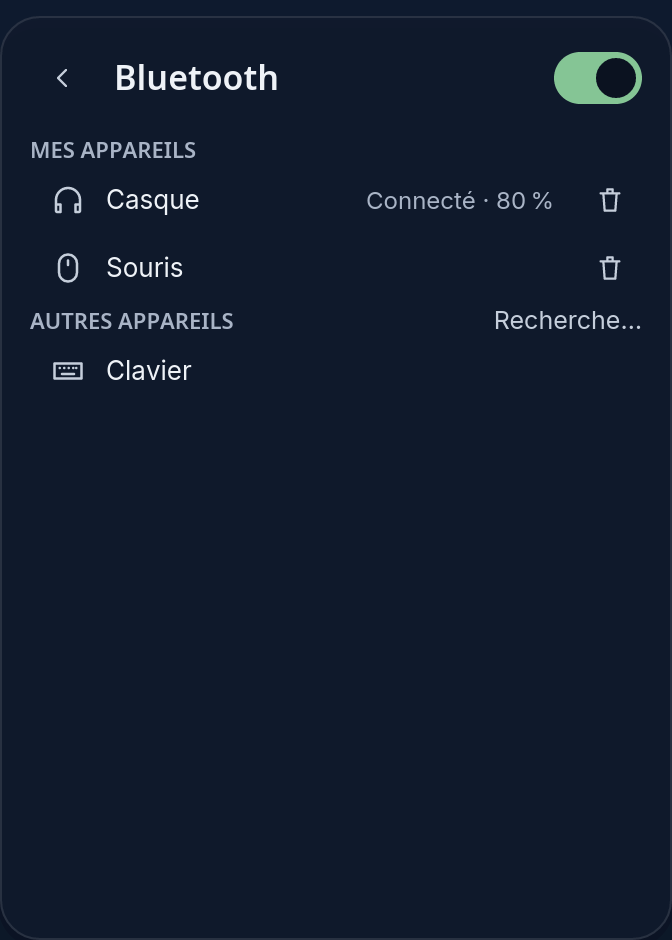 Bluetooth
MES APPAREILS
Casque Connecté · 80 %
Souris
AUTRES APPAREILS Recherche…
Clavier